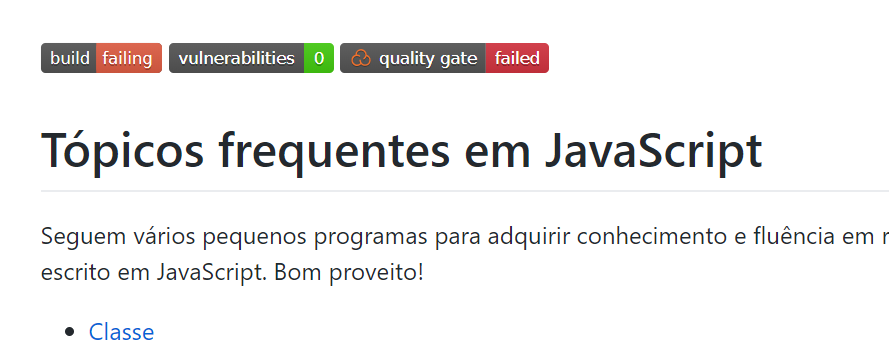 build failing vulnerabilities 0 quality gate failed
Tópicos frequentes em JavaScript
Seguem vários pequenos programas para adquirir conhecimento e fluência em
escrito em JavaScript. Bom proveito!
Classe